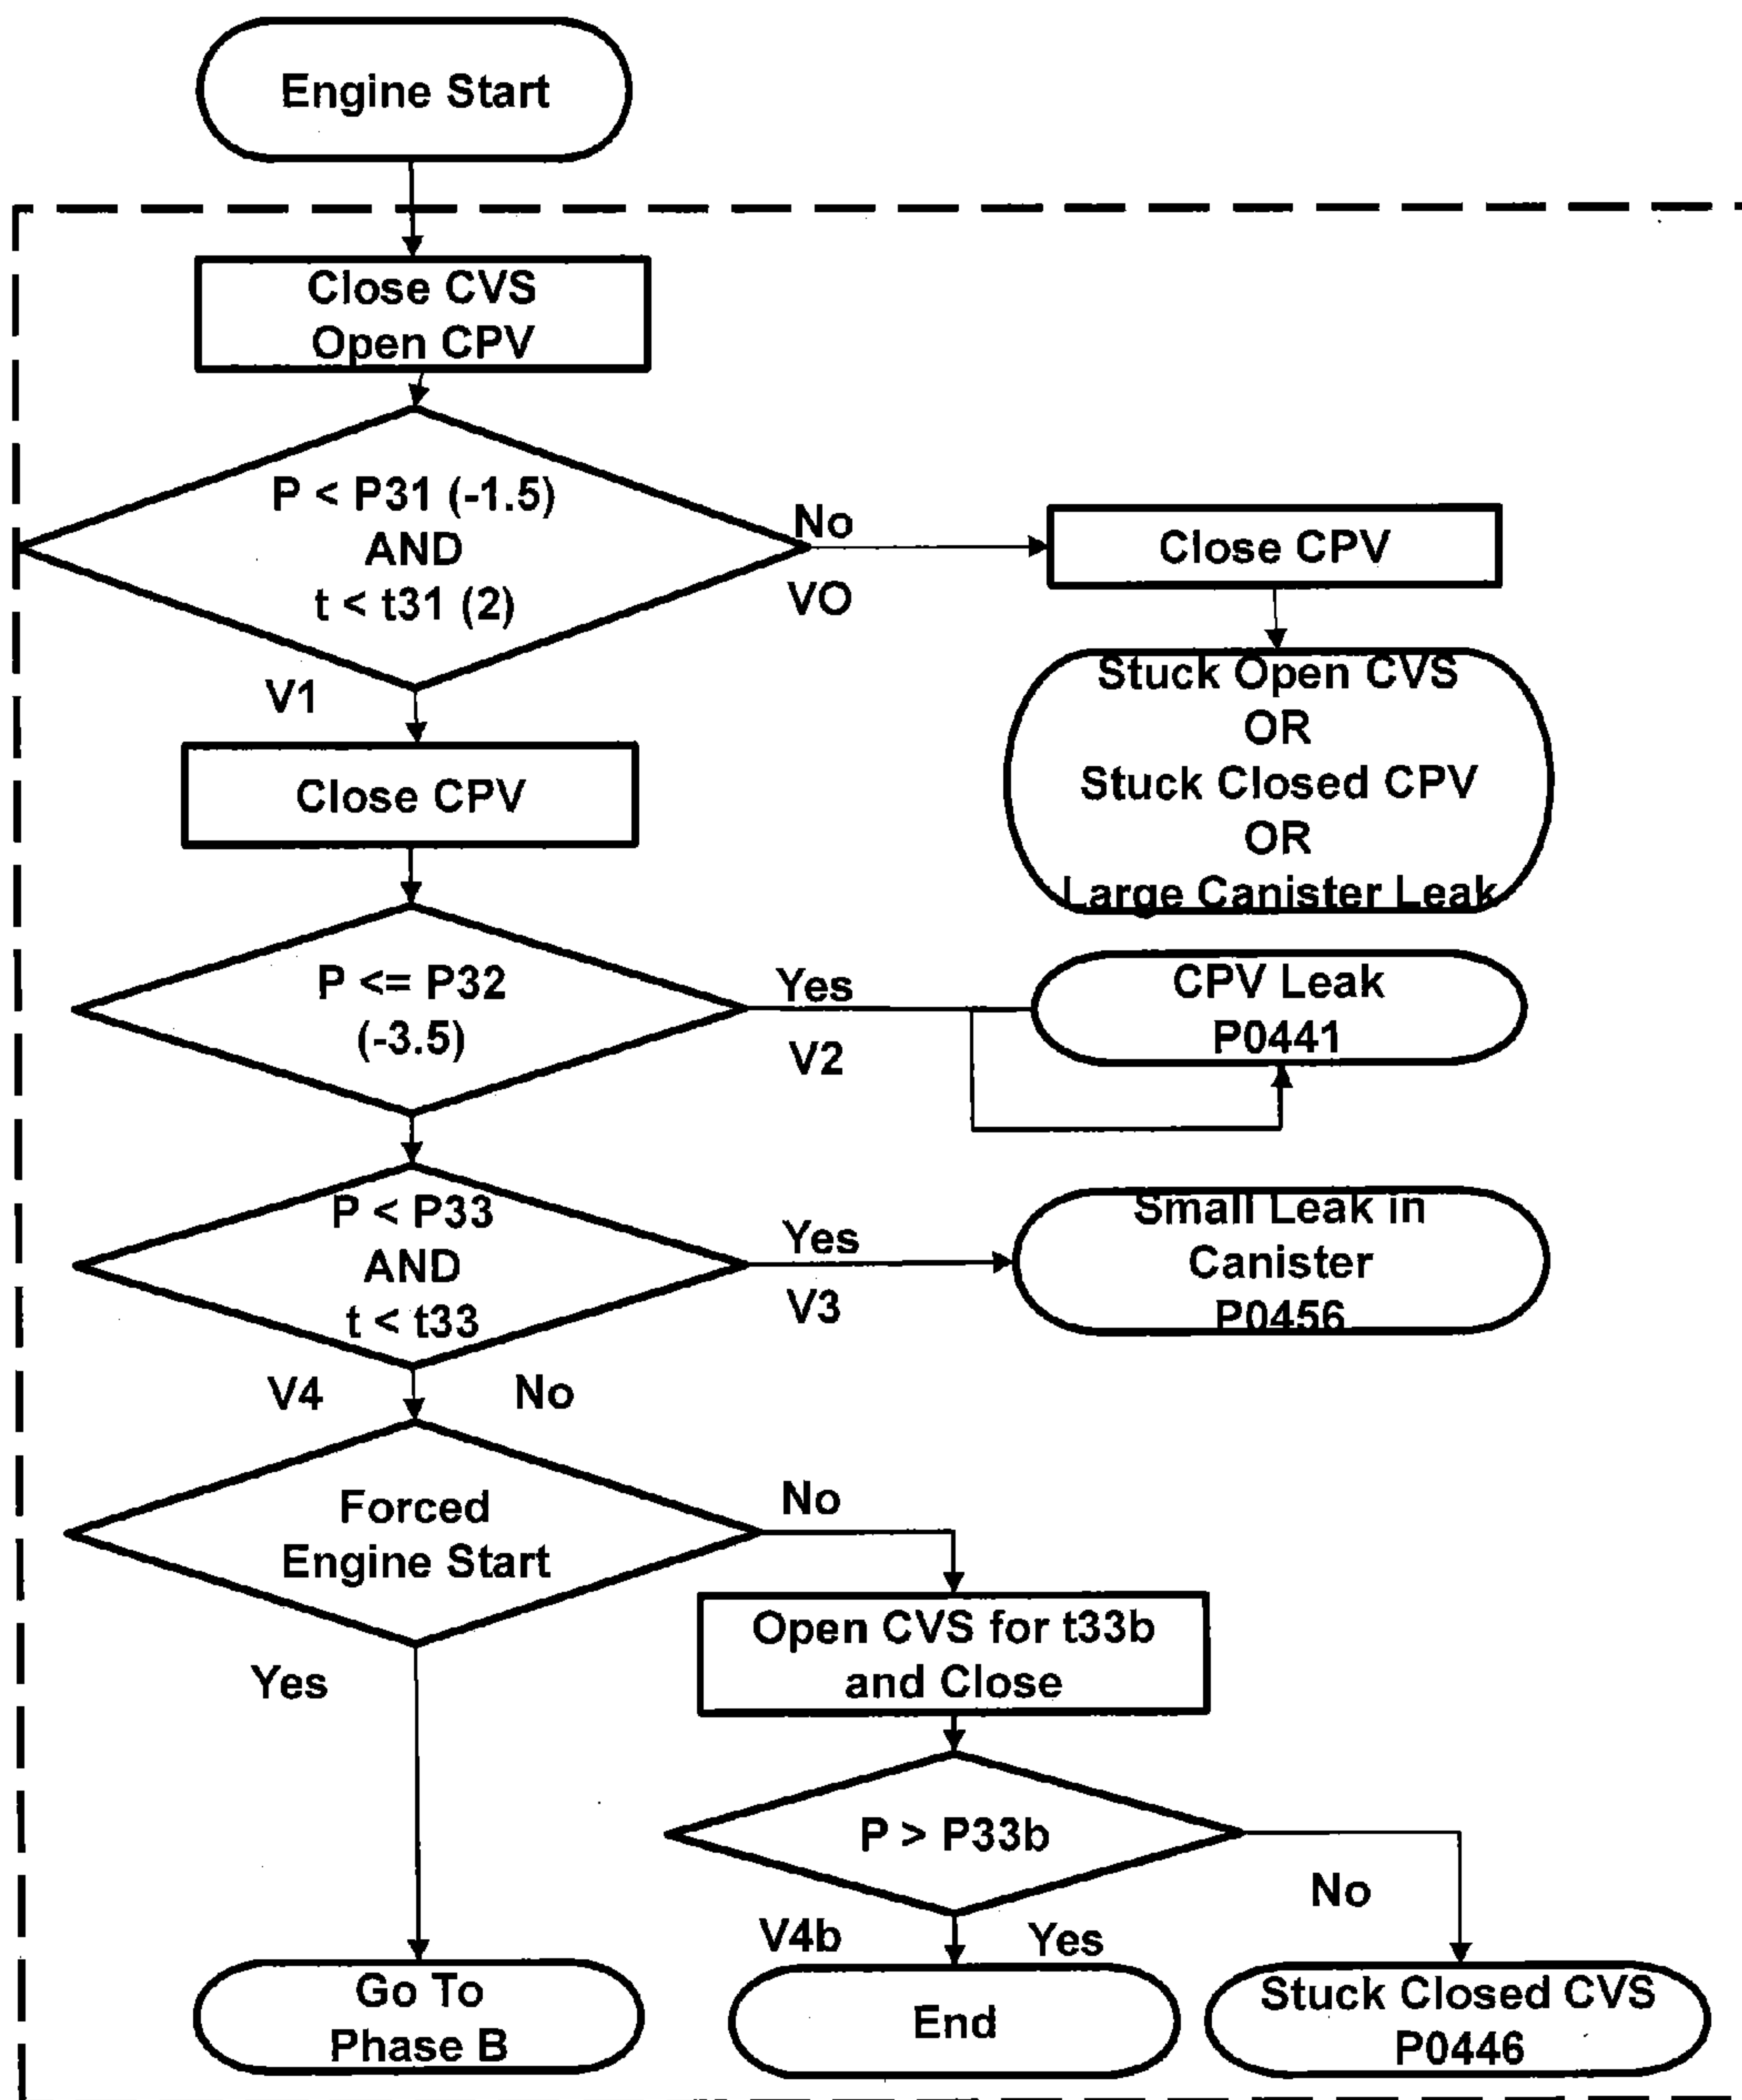 Engine Start
Close CVS
Open CPV
P < P31 (-1.5)
AND
t < t31 (2)
No
VO
Close CPV
Stuck Open CVS
OR
Stuck Closed CPV
OR
Large Canister Leak
V1
Close CPV
P <= P32
(-3.5)
Yes
V2
CPV Leak
P0441
P < P33
AND
t < t33
Yes
V3
Small Leak in
Canister
P0456
V4
No
Forced
Engine Start
No
Yes
Open CVS for t33b
and Close
P > P33b
No
V4b
Yes
Go To
Phase B
End
Stuck Closed CVS
P0446